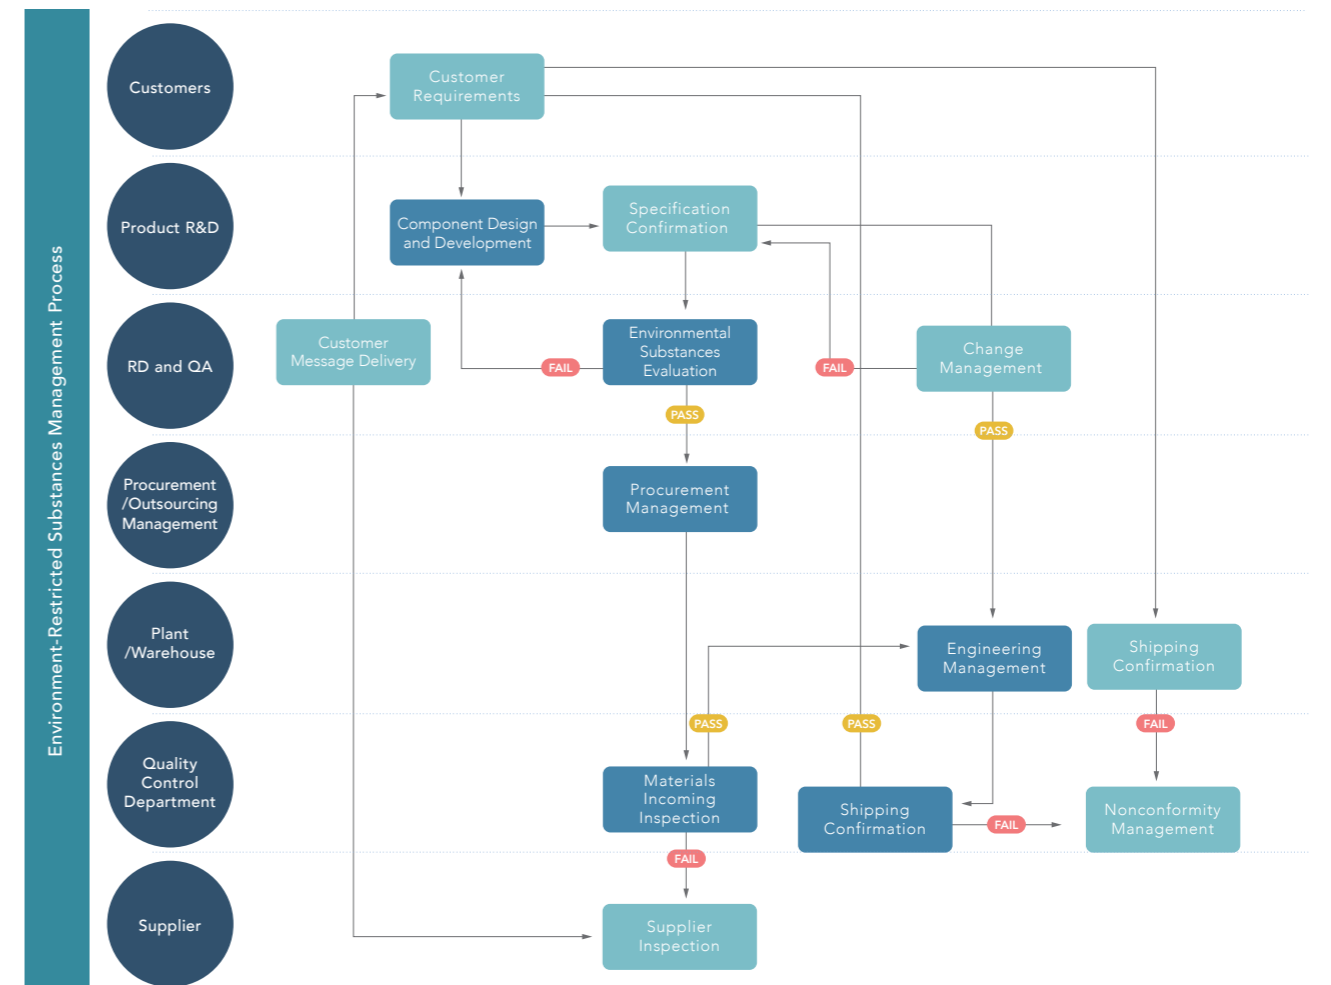 Environment-Restricted Substances Management Process
Customers
Customer
Requirements
Product R&D
Component Design
and Development
Specification
Confirmation
RD and QA
Customer
Message Delivery
FAIL
Environmental
Substances
Evaluation
FAIL
Change
Management
PASS
PASS
Procurement
/Outsourcing
Management
Procurement
Management
Plant
/Warehouse
Engineering
Management
Shipping
Confirmation
PASS
PASS
FAIL
Quality
Control
Department
Materials
Incoming
Inspection
Shipping
Confirmation
FAIL
Nonconformity
Management
FAIL
Supplier
Supplier
Inspection